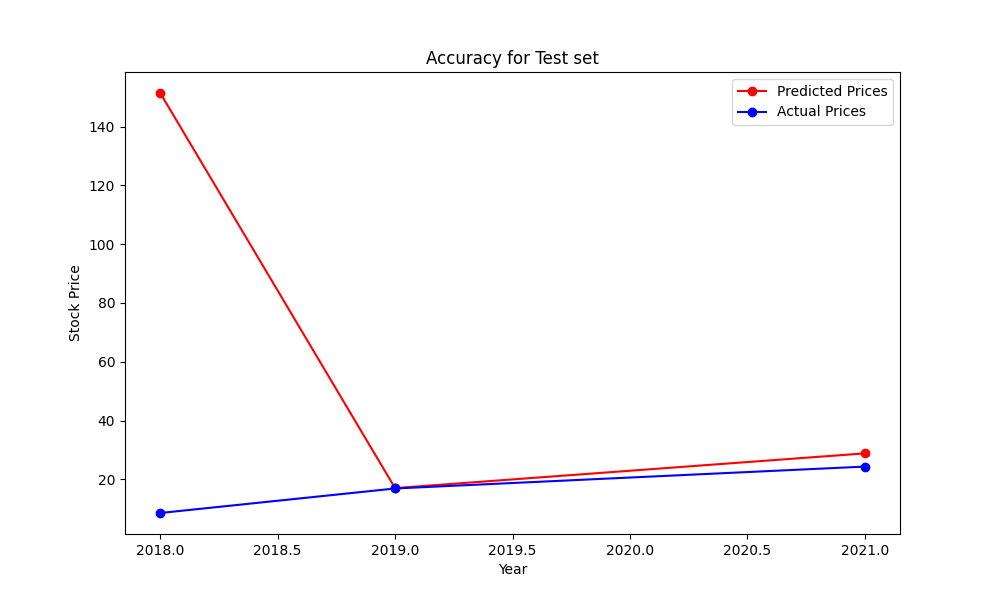 Accuracy for Test set
Predicted Prices
Actual Prices
140
120
100
80
60
40
20
Stock Price
2018.0 2018.5 2019.0 2019.5 2020.0 2020.5 2021.0
Year